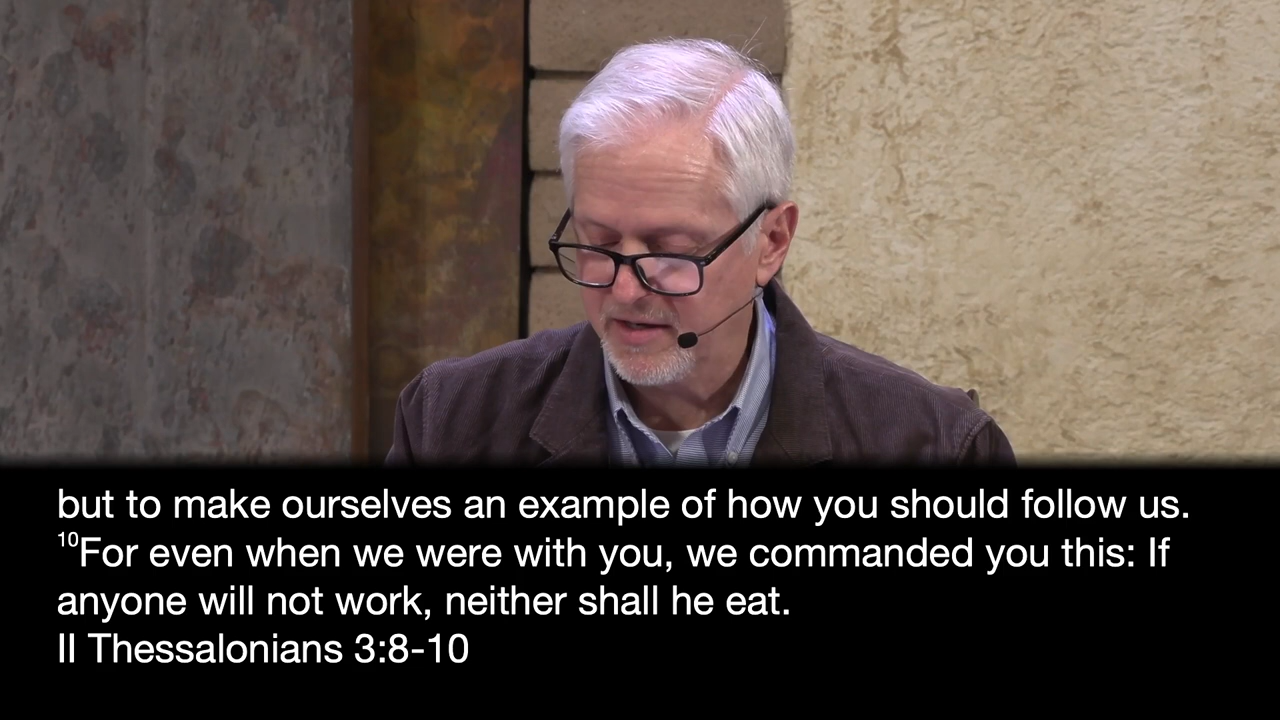 but to make ourselves an example of how you should follow us.
¹⁰For even when we were with you, we commanded you this: If
anyone will not work, neither shall he eat.
II Thessalonians 3:8-10